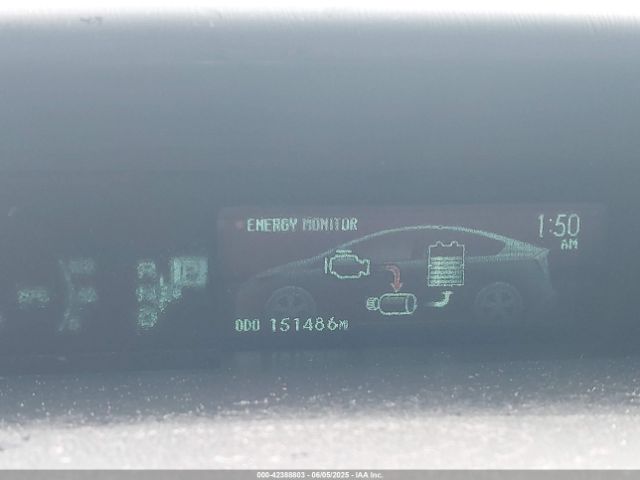 ENERGY MONITOR
1:50
AM
P
ODO 151486MI
000-42388803 - 06/05/2025 - IAA Inc.